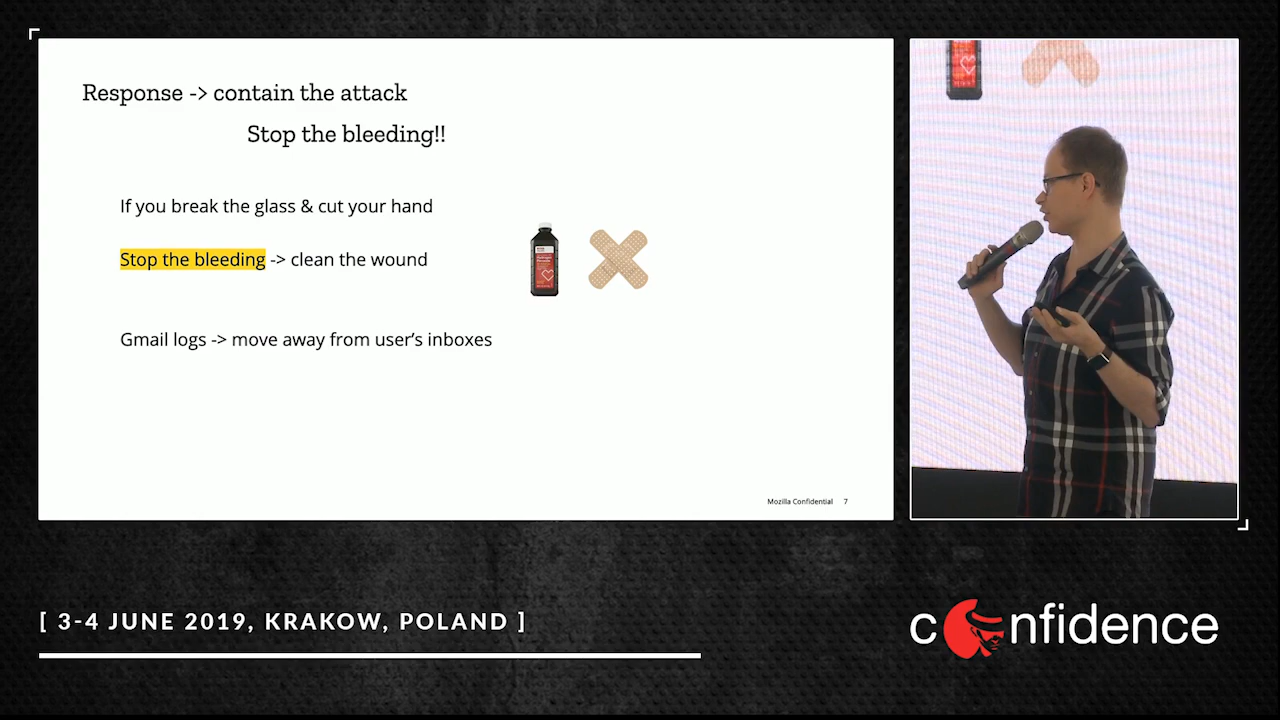 Response -> contain the attack
Stop the bleeding!!
If you break the glass & cut your hand
Stop the bleeding -> clean the wound
Gmail logs -> move away from user’s inboxes
Mozilla Confidential 7
[ 3-4 JUNE 2019, KRAKOW, POLAND ]
confidence